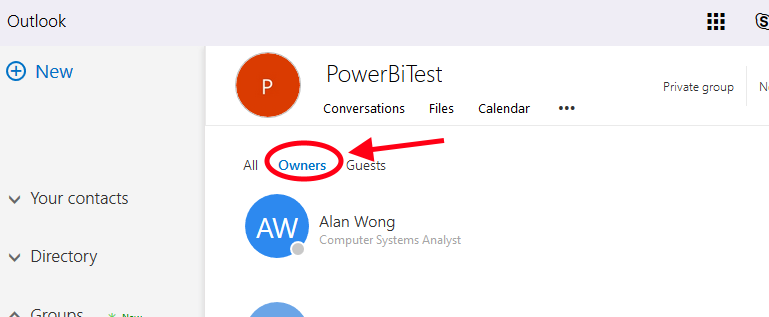 Outlook
New
P
PowerBiTest
Conversations Files Calendar •••
Private group
All Owners Guests
Your contacts
AW
Alan Wong
Computer Systems Analyst
Directory
Groups New